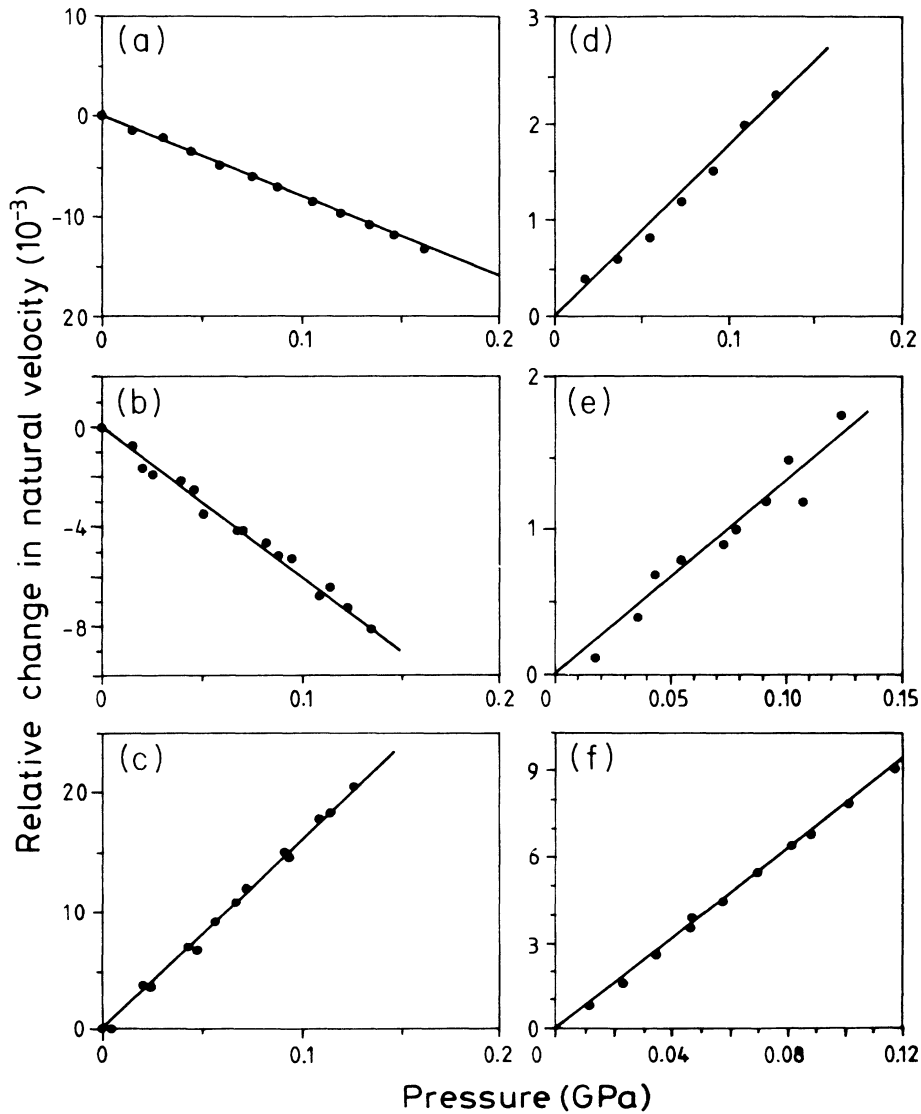 Relative change in natural velocity (10⁻³)
(a)
10
0
-10
20
0 0.1 0.2
(b)
0
-4
-8
0 0.1 0.2
(c)
20
10
0
0 0.1 0.2
(d)
3
2
1
0
0 0.1 0.2
(e)
2
1
0
0 0.05 0.10 0.15
(f)
9
6
3
0
0 0.04 0.08 0.12
Pressure (GPa)